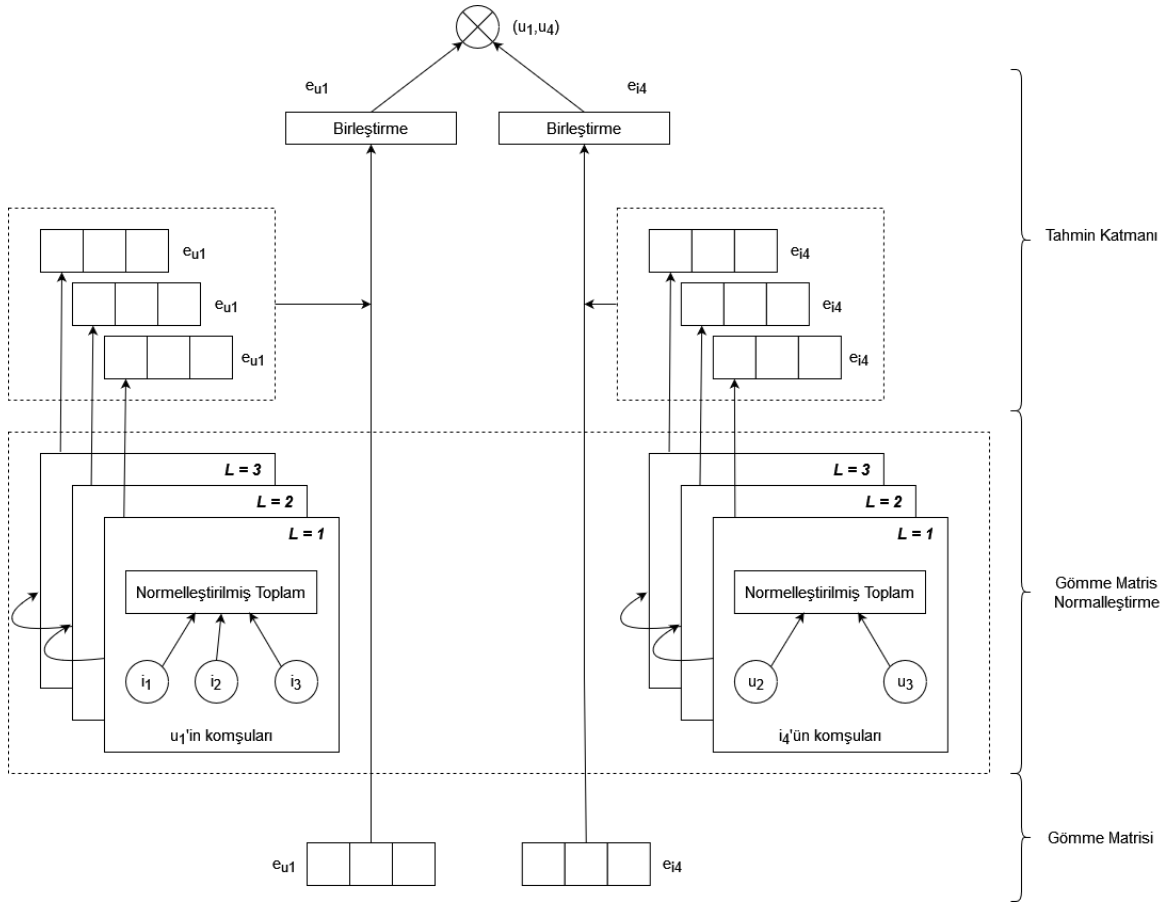 (u1,u4)
eu1
ei4
Birleştirme
Birleştirme
eu1
eu1
eu1
ei4
ei4
ei4
Tahmin Katmanı
L = 3
L = 2
L = 1
Normelleştirilmiş Toplam
i1
i2
i3
u1'in komşuları
L = 3
L = 2
L = 1
Normelleştirilmiş Toplam
u2
u3
i4'ün komşuları
Gömme Matris
Normalleştirme
eu1
ei4
Gömme Matrisi